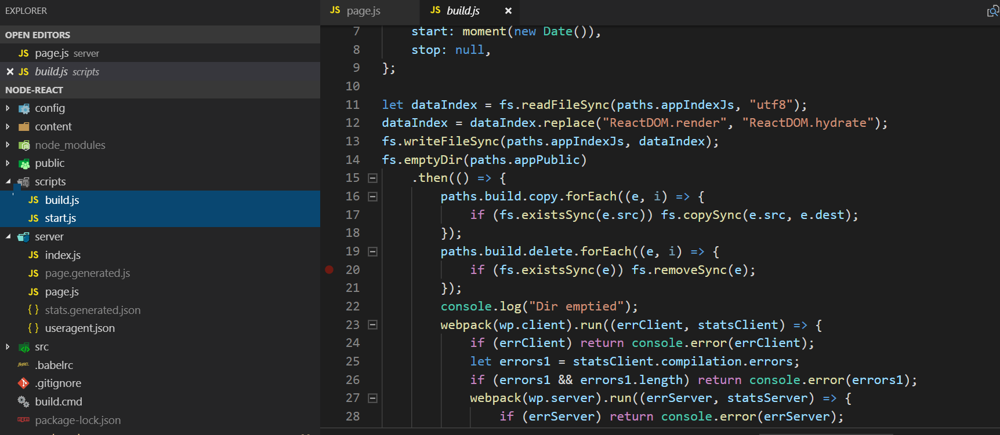 EXPLORER
OPEN EDITORS
JS page.js server
JS build.js scripts
NODE-REACT
config
content
node_modules
public
scripts
JS build.js
JS start.js
server
JS index.js
JS page.generated.js
JS page.js
{ } stats.generated.json
{ } useragent.json
src
BABEL .babelrc
.gitignore
build.cmd
npm package-lock.json
JS page.js JS build.js
7 start: moment(new Date()),
8 stop: null,
9 };
10
11 let dataIndex = fs.readFileSync(paths.appIndexJs, "utf8");
12 dataIndex = dataIndex.replace("ReactDOM.render", "ReactDOM.hydrate");
13 fs.writeFileSync(paths.appIndexJs, dataIndex);
14 fs.emptyDir(paths.appPublic)
15 .then(() => {
16 paths.build.copy.forEach((e, i) => {
17 if (fs.existsSync(e.src)) fs.copySync(e.src, e.dest);
18 });
19 paths.build.delete.forEach((e, i) => {
20 if (fs.existsSync(e)) fs.removeSync(e);
21 });
22 console.log("Dir emptied");
23 webpack(wp.client).run((errClient, statsClient) => {
24 if (errClient) return console.error(errClient);
25 let errors1 = statsClient.compilation.errors;
26 if (errors1 && errors1.length) return console.error(errors1);
27 webpack(wp.server).run((errServer, statsServer) => {
28 if (errServer) return console.error(errServer);